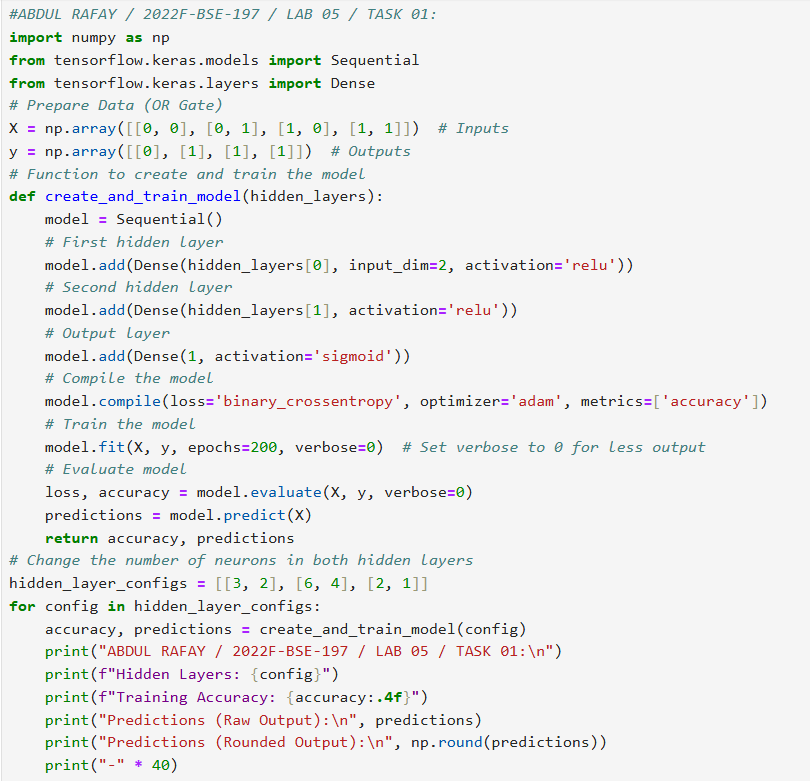 #ABDUL RAFAY / 2022F-BSE-197 / LAB 05 / TASK 01:
import numpy as np
from tensorflow.keras.models import Sequential
from tensorflow.keras.layers import Dense
# Prepare Data (OR Gate)
X = np.array([[0, 0], [0, 1], [1, 0], [1, 1]])  # Inputs
y = np.array([[0], [1], [1], [1]])  # Outputs
# Function to create and train the model
def create_and_train_model(hidden_layers):
    model = Sequential()
    # First hidden layer
    model.add(Dense(hidden_layers[0], input_dim=2, activation='relu'))
    # Second hidden layer
    model.add(Dense(hidden_layers[1], activation='relu'))
    # Output layer
    model.add(Dense(1, activation='sigmoid'))
    # Compile the model
    model.compile(loss='binary_crossentropy', optimizer='adam', metrics=['accuracy'])
    # Train the model
    model.fit(X, y, epochs=200, verbose=0)  # Set verbose to 0 for less output
    # Evaluate model
    loss, accuracy = model.evaluate(X, y, verbose=0)
    predictions = model.predict(X)
    return accuracy, predictions
# Change the number of neurons in both hidden layers
hidden_layer_configs = [[3, 2], [6, 4], [2, 1]]
for config in hidden_layer_configs:
    accuracy, predictions = create_and_train_model(config)
    print("ABDUL RAFAY / 2022F-BSE-197 / LAB 05 / TASK 01:\n")
    print(f"Hidden Layers: {config}")
    print(f"Training Accuracy: {accuracy:.4f}")
    print("Predictions (Raw Output):\n", predictions)
    print("Predictions (Rounded Output):\n", np.round(predictions))
    print("-" * 40)